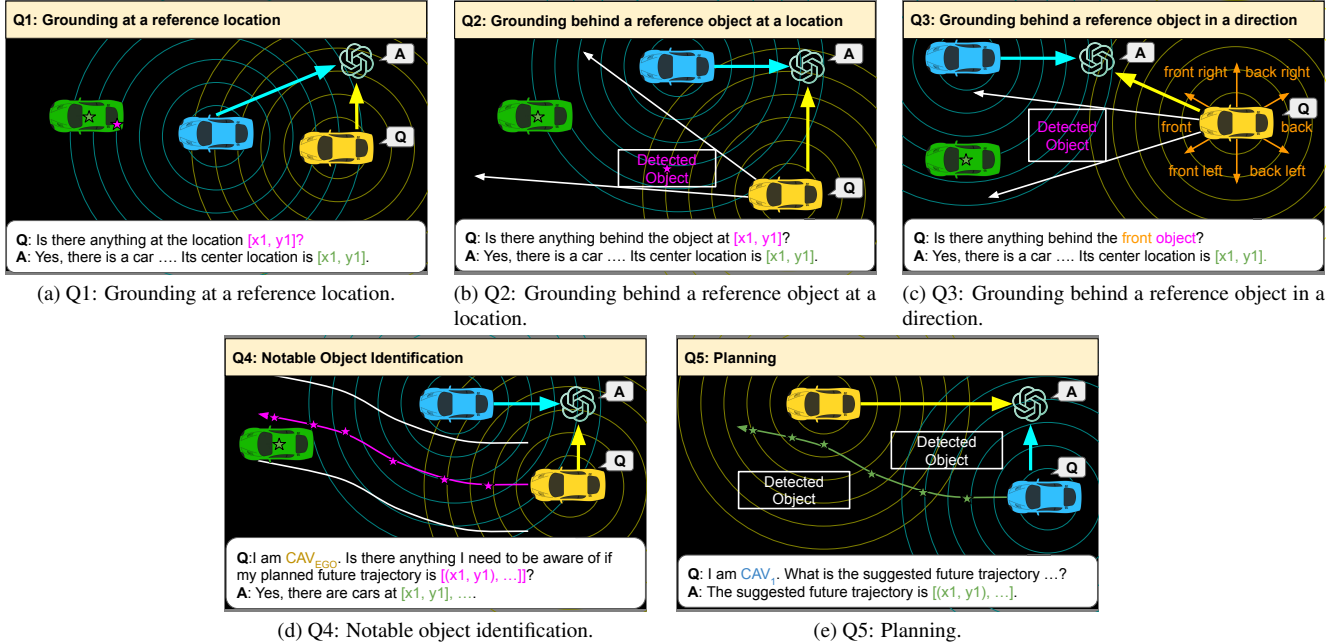 Q1: Grounding at a reference location
A
Q
Q: Is there anything at the location [x1, y1]?
A: Yes, there is a car .... Its center location is [x1, y1].
(a) Q1: Grounding at a reference location.
Q2: Grounding behind a reference object at a location
A
Detected
Object
Q
Q: Is there anything behind the object at [x1, y1]?
A: Yes, there is a car .... Its center location is [x1, y1].
(b) Q2: Grounding behind a reference object at a
location.
Q3: Grounding behind a reference object in a direction
A
front right
back right
Q
Detected
Object
front
back
front left
back left
Q: Is there anything behind the front object?
A: Yes, there is a car .... Its center location is [x1, y1].
(c) Q3: Grounding behind a reference object in a
direction.
Q4: Notable Object Identification
A
Q
Q:I am CAVEGO. Is there anything I need to be aware of if
my planned future trajectory is [(x1, y1), ...]]?
A: Yes, there are cars at [x1, y1], ....
(d) Q4: Notable object identification.
Q5: Planning
A
Detected
Object
Q
Detected
Object
Q: I am CAV1. What is the suggested future trajectory ...?
A: The suggested future trajectory is [(x1, y1), ...].
(e) Q5: Planning.